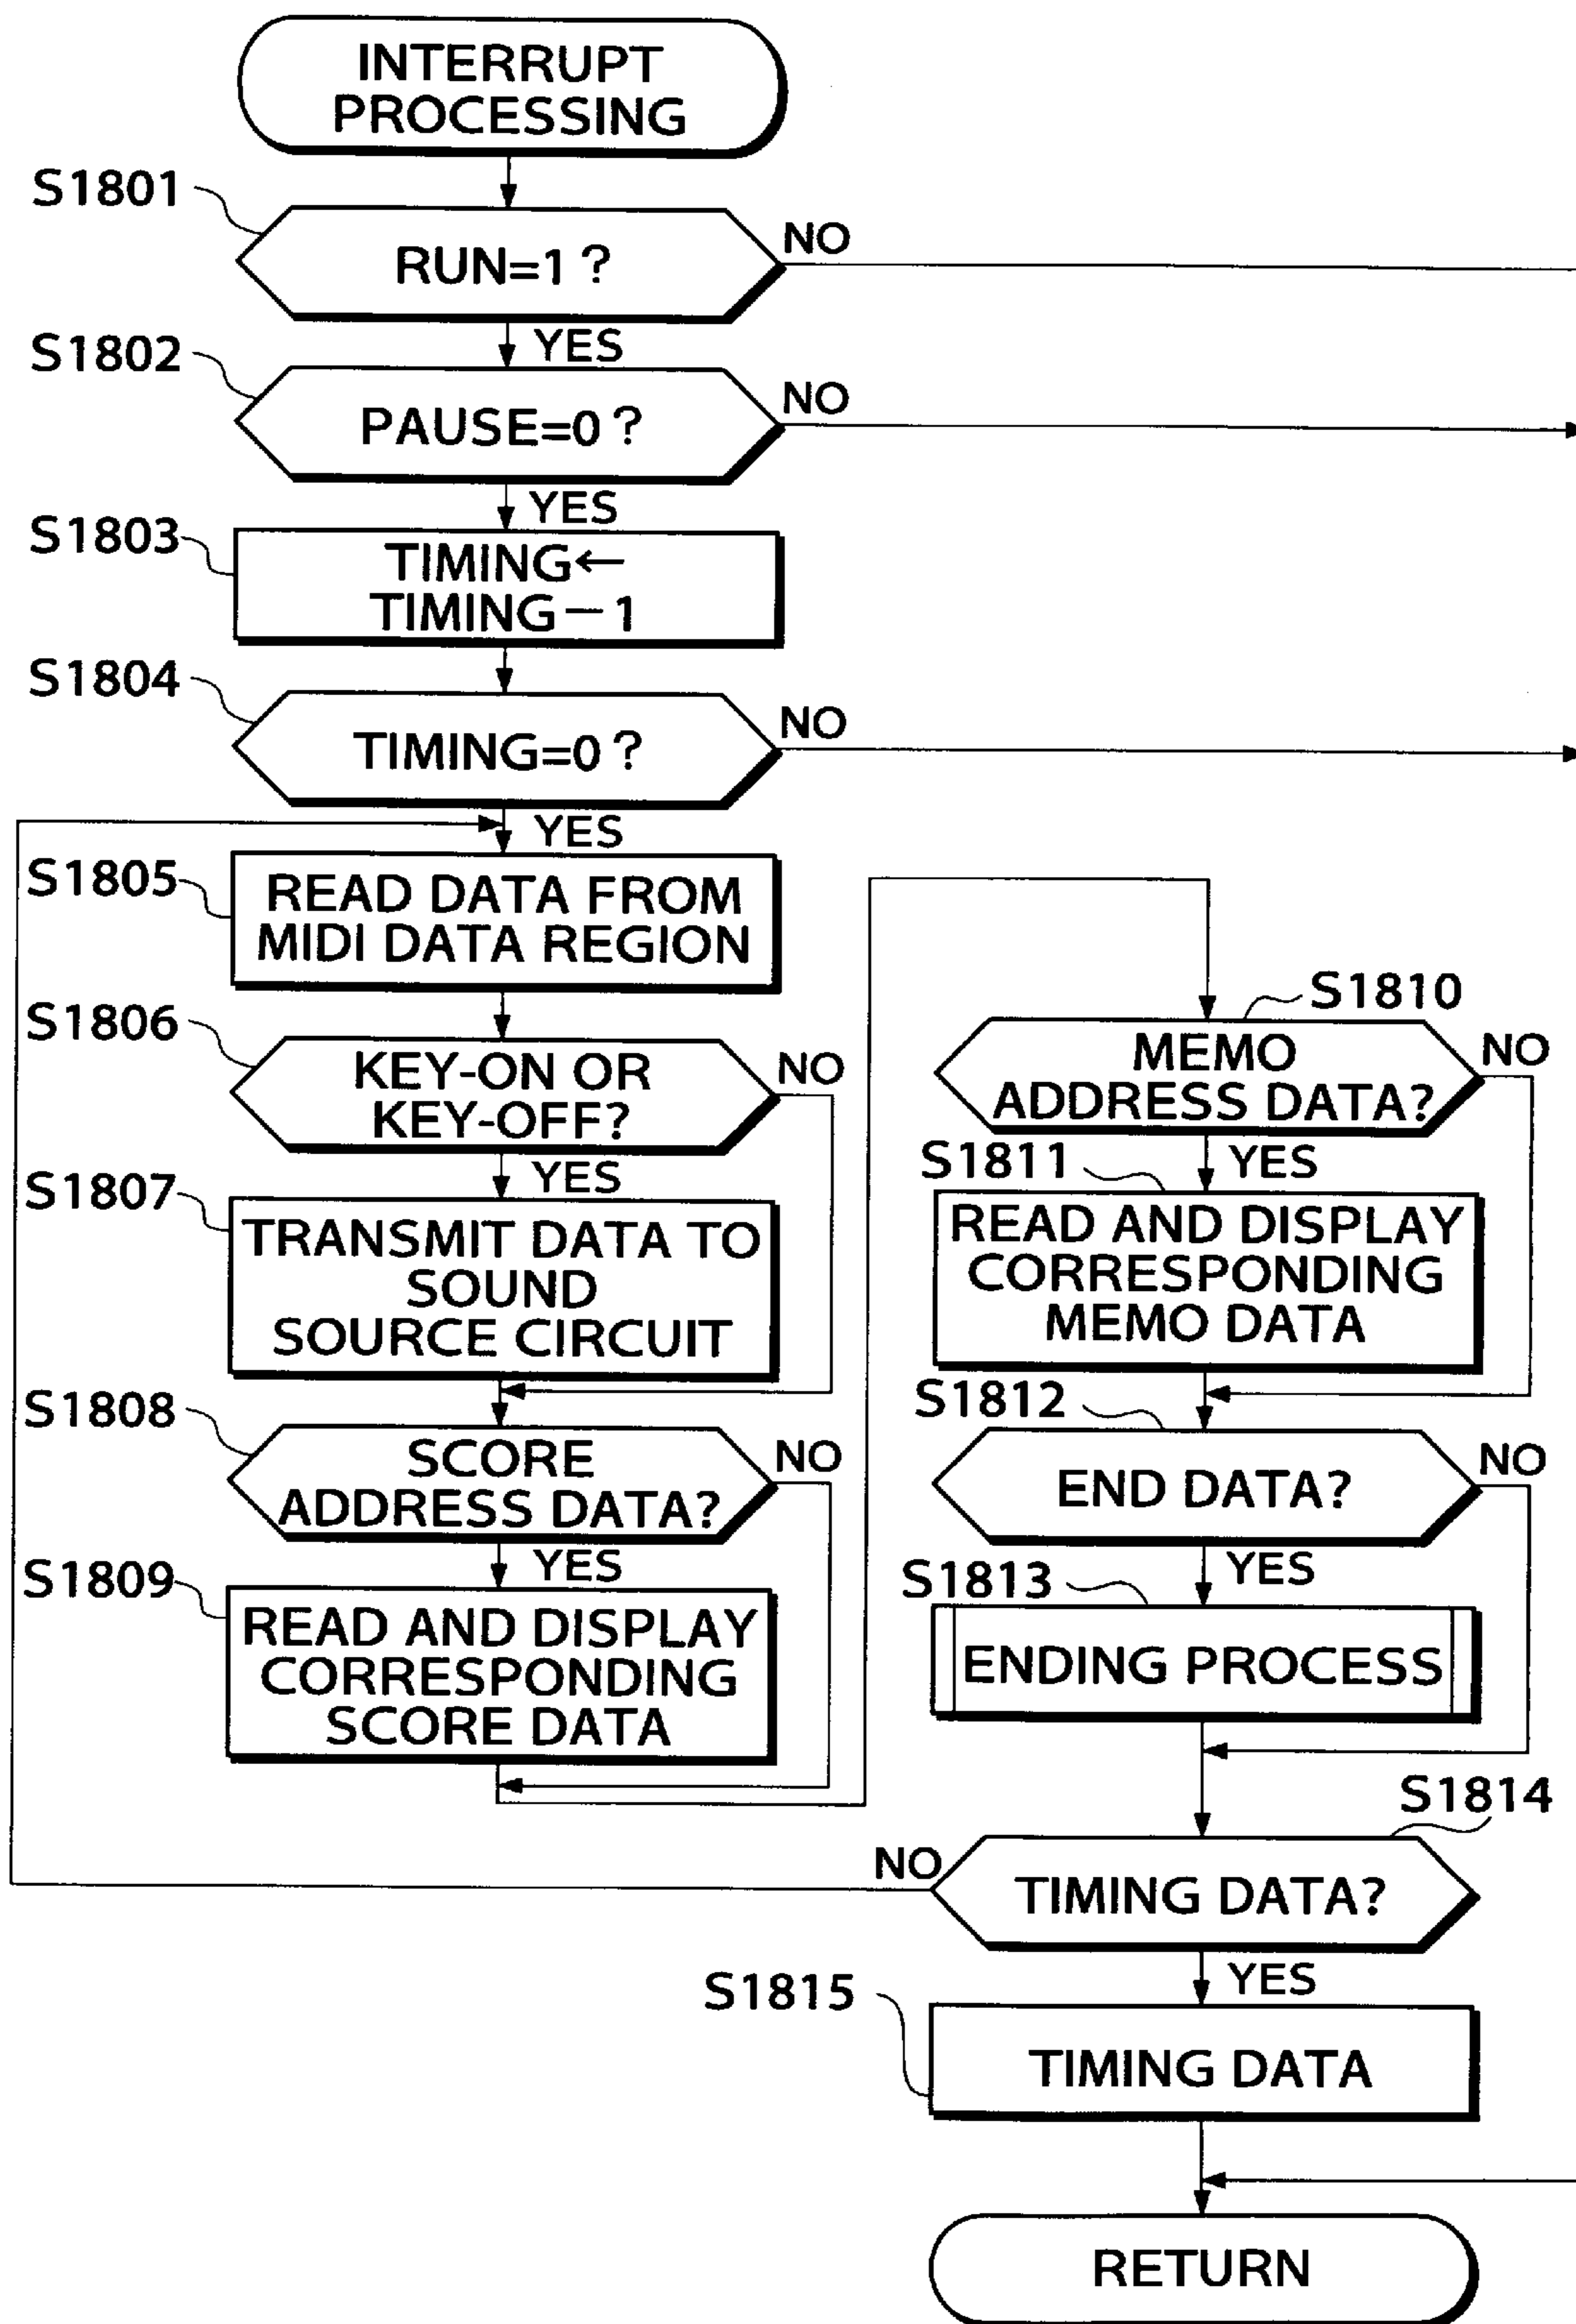 INTERRUPT
PROCESSING
S1801
RUN=1 ?
NO
YES
S1802
PAUSE=0 ?
NO
YES
S1803
TIMING←
TIMING−1
S1804
TIMING=0 ?
NO
YES
S1805
READ DATA FROM
MIDI DATA REGION
S1806
KEY-ON OR
KEY-OFF?
NO
YES
S1807
TRANSMIT DATA TO
SOUND
SOURCE CIRCUIT
S1808
SCORE
ADDRESS DATA?
NO
YES
S1809
READ AND DISPLAY
CORRESPONDING
SCORE DATA
S1810
MEMO
ADDRESS DATA?
NO
YES
S1811
READ AND DISPLAY
CORRESPONDING
MEMO DATA
S1812
END DATA?
NO
YES
S1813
ENDING PROCESS
S1814
TIMING DATA?
NO
YES
S1815
TIMING DATA
RETURN